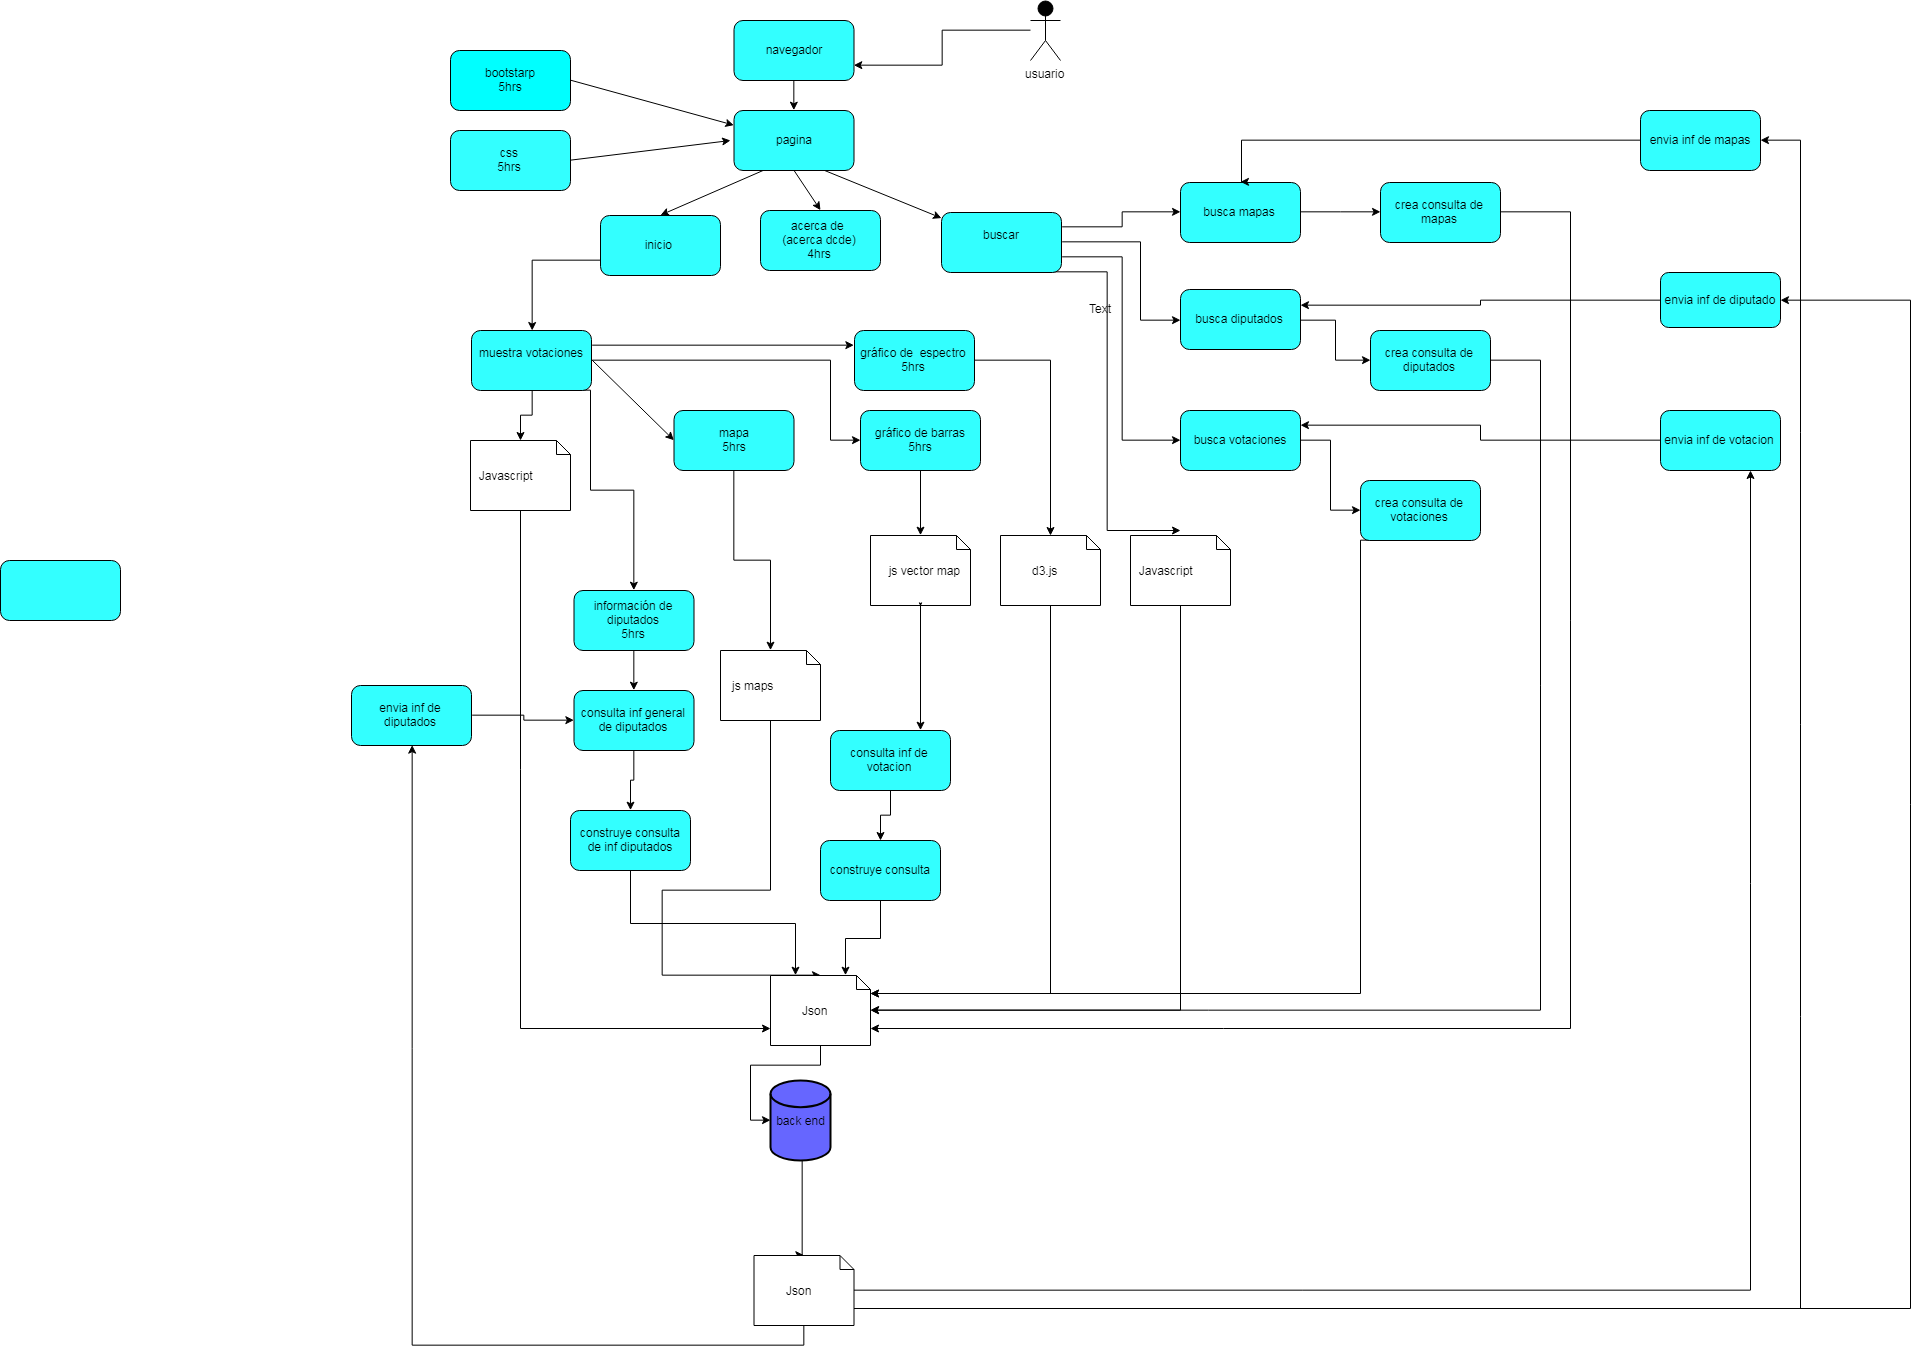 usuario
navegador
bootstarp
5hrs
css
5hrs
pagina
envia inf de mapas
inicio
acerca de
(acerca dcde)
4hrs
buscar
busca mapas
crea consulta de
mapas
Text
busca diputados
envia inf de diputado
muestra votaciones
gráfico de  espectro
5hrs
crea consulta de
diputados
mapa
5hrs
gráfico de barras
5hrs
busca votaciones
envia inf de votacion
Javascript
crea consulta de
votaciones
js vector map
d3.js
Javascript
información de
diputados
5hrs
js maps
envia inf de
diputados
consulta inf general
de diputados
consulta inf de
votacion
construye consulta
de inf diputados
construye consulta
Json
back end
Json